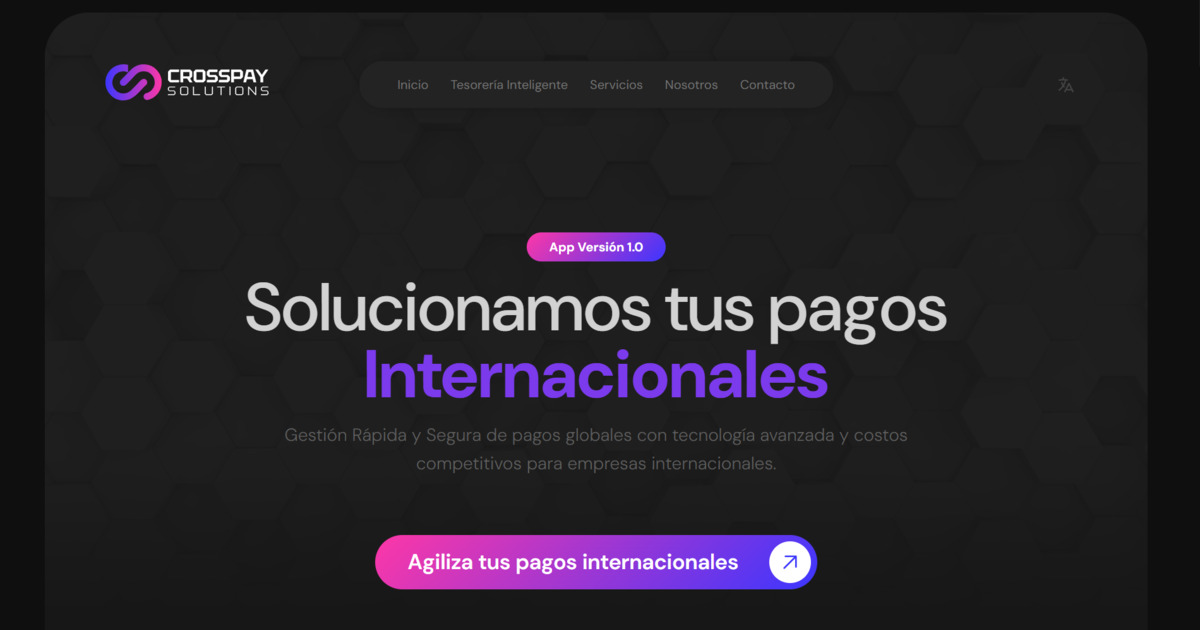 CROSSPAY
SOLUTIONS
Inicio Tesorería Inteligente Servicios Nosotros Contacto
App Versión 1.0
Solucionamos tus pagos
Internacionales
Gestión Rápida y Segura de pagos globales con tecnología avanzada y costos
competitivos para empresas internacionales.
Agiliza tus pagos internacionales